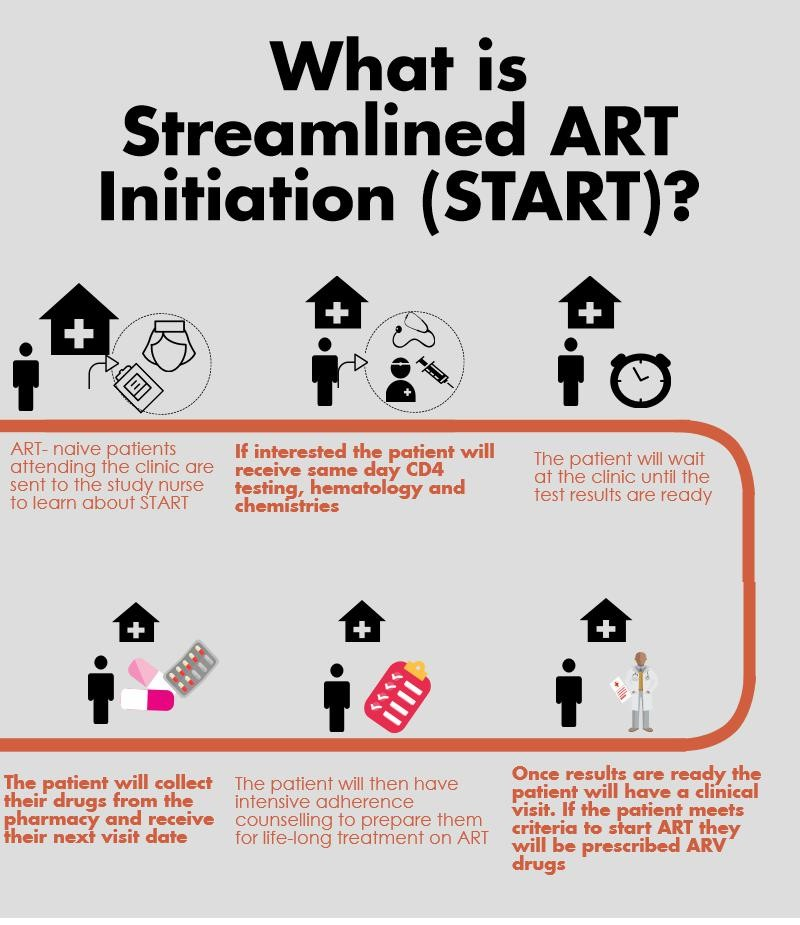 What is
Streamlined ART
Initiation (START)?
ART- naive patients
attending the clinic are
sent to the study nurse
to learn about START
If interested the patient will
receive same day CD4
testing, hematology and
chemistries
The patient will wait
at the clinic until the
test results are ready
Once results are ready the
patient will have a clinical
visit. If the patient meets
criteria to start ART they
will be prescribed ARV
drugs
The patient will then have
intensive adherence
counselling to prepare them
for life-long treatment on ART
The patient will collect
their drugs from the
pharmacy and receive
their next visit date